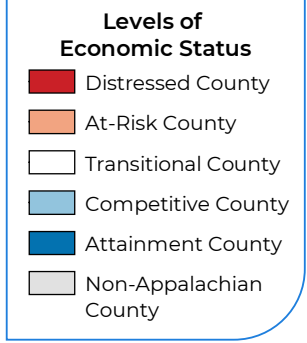 Levels of
Economic Status
Distressed County
At-Risk County
Transitional County
Competitive County
Attainment County
Non-Appalachian
County